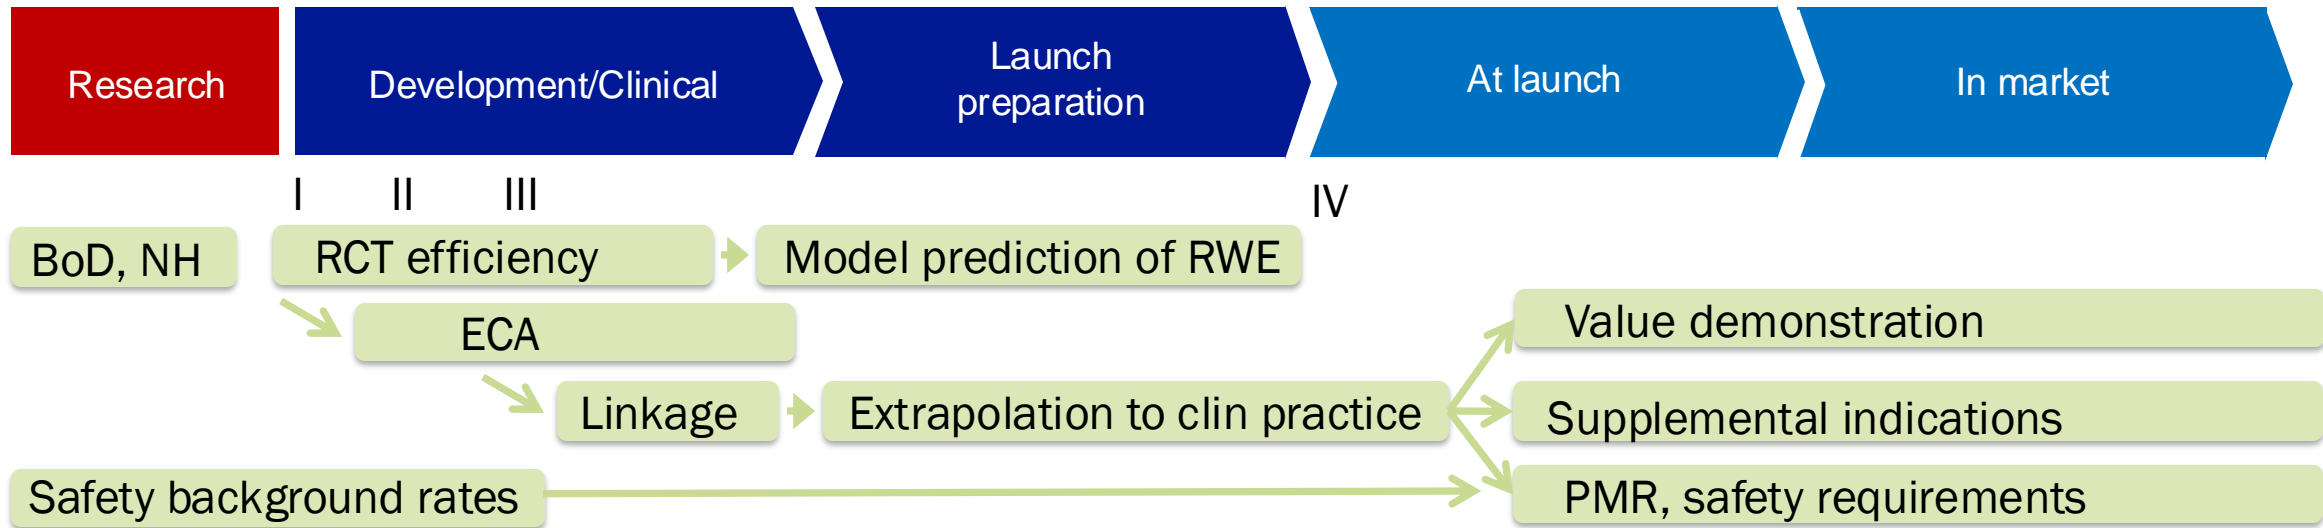 Research
Development/Clinical
Launch
preparation
At launch
In market
I
II
III
IV
BoD, NH
RCT efficiency
Model prediction of RWE
ECA
Value demonstration
Linkage
Extrapolation to clin practice
Supplemental indications
Safety background rates
PMR, safety requirements